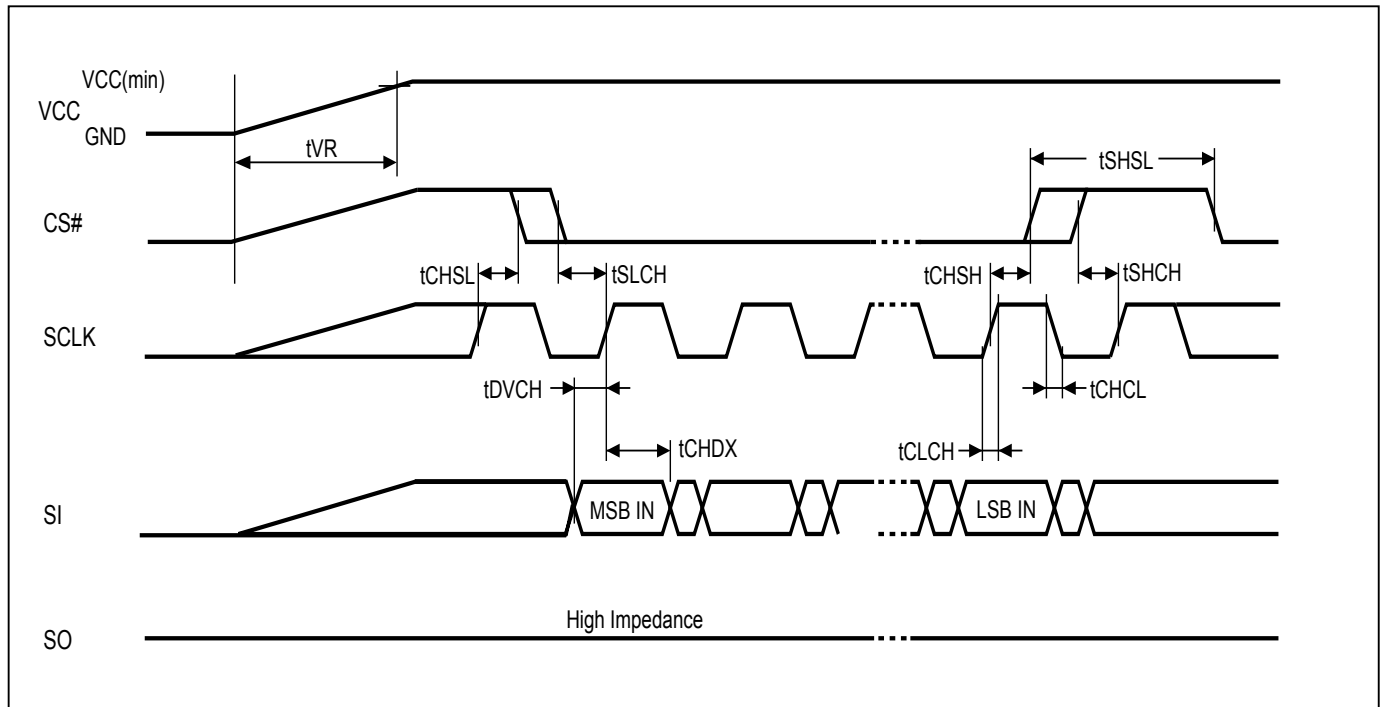 VCC(min)
VCC
GND
tVR
tSHSL
CS#
tCHSL
tSLCH
tCHSH
tSHCH
SCLK
tDVCH
tCHCL
tCHDX
tCLCH
SI
MSB IN
LSB IN
High Impedance
SO